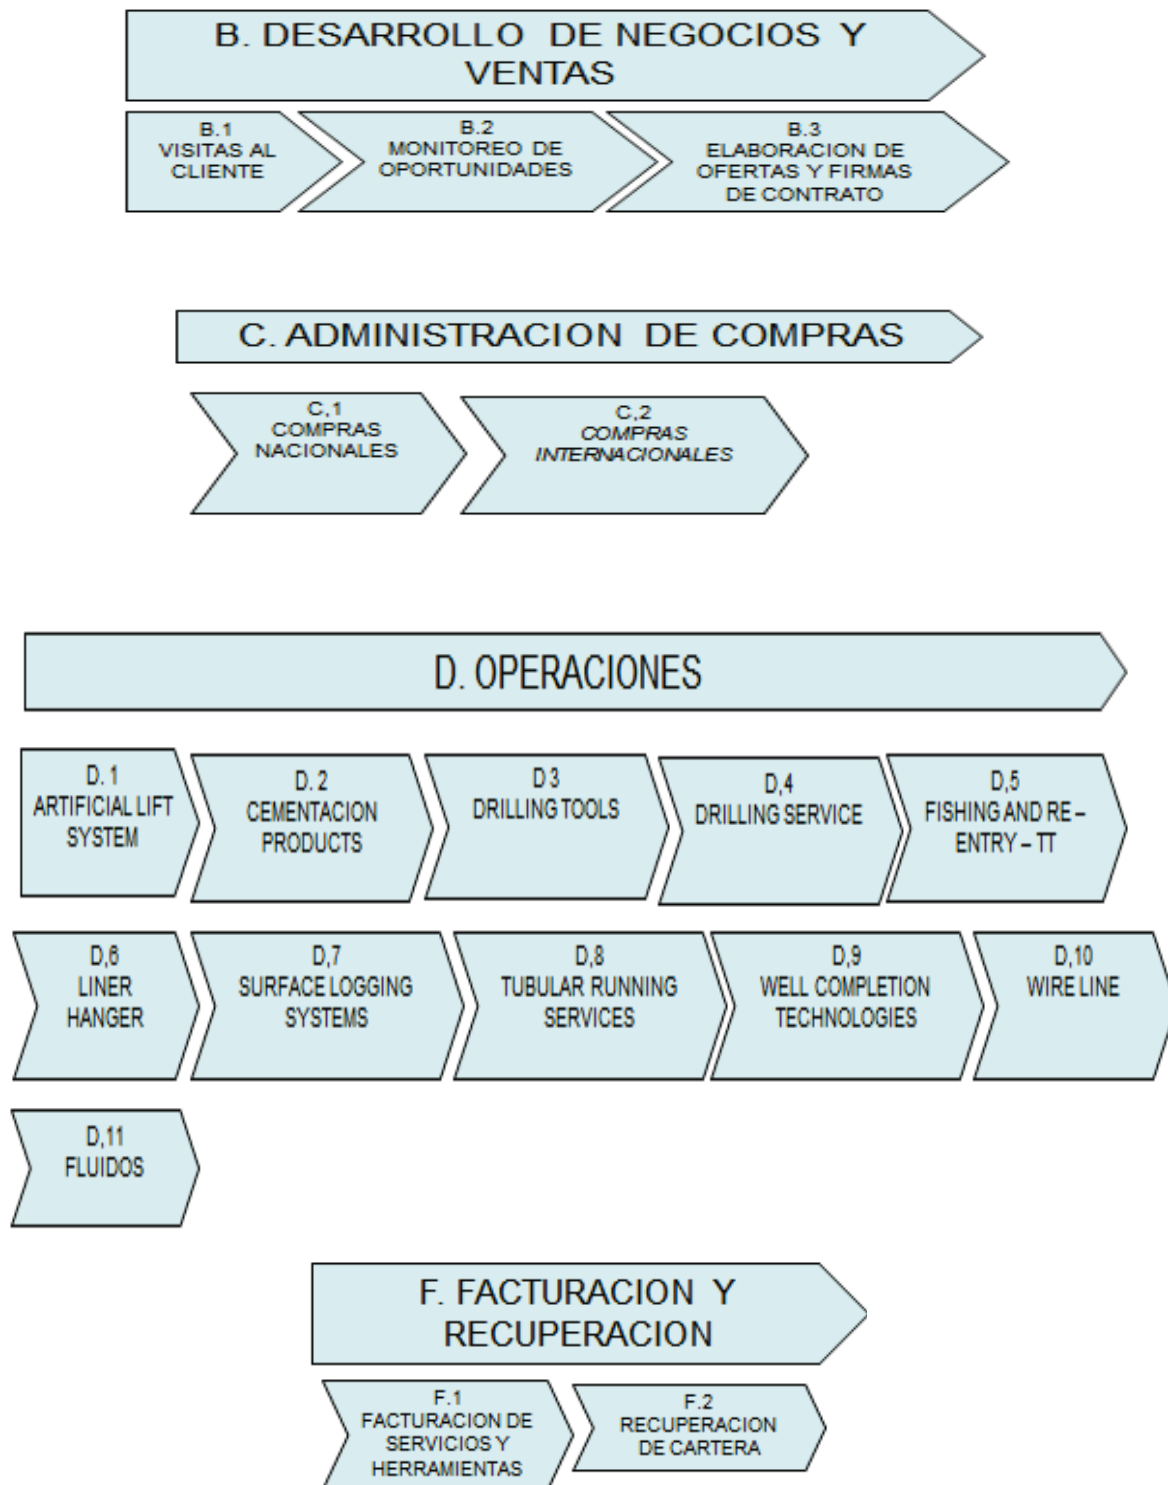 B. DESARROLLO DE NEGOCIOS Y
VENTAS
B.1
VISITAS AL
CLIENTE
B.2
MONITOREO DE
OPORTUNIDADES
B.3
ELABORACION DE
OFERTAS Y FIRMAS
DE CONTRATO
C. ADMINISTRACION DE COMPRAS
C,1
COMPRAS
NACIONALES
C,2
COMPRAS
INTERNACIONALES
D. OPERACIONES
D. 1
ARTIFICIAL LIFT
SYSTEM
D. 2
CEMENTACION
PRODUCTS
D 3
DRILLING TOOLS
D,4
DRILLING SERVICE
D,5
FISHING AND RE –
ENTRY – TT
D,6
LINER
HANGER
D,7
SURFACE LOGGING
SYSTEMS
D,8
TUBULAR RUNNING
SERVICES
D,9
WELL COMPLETION
TECHNOLOGIES
D,10
WIRE LINE
D,11
FLUIDOS
F. FACTURACION Y
RECUPERACION
F.1
FACTURACION DE
SERVICIOS Y
HERRAMIENTAS
F.2
RECUPERACION
DE CARTERA